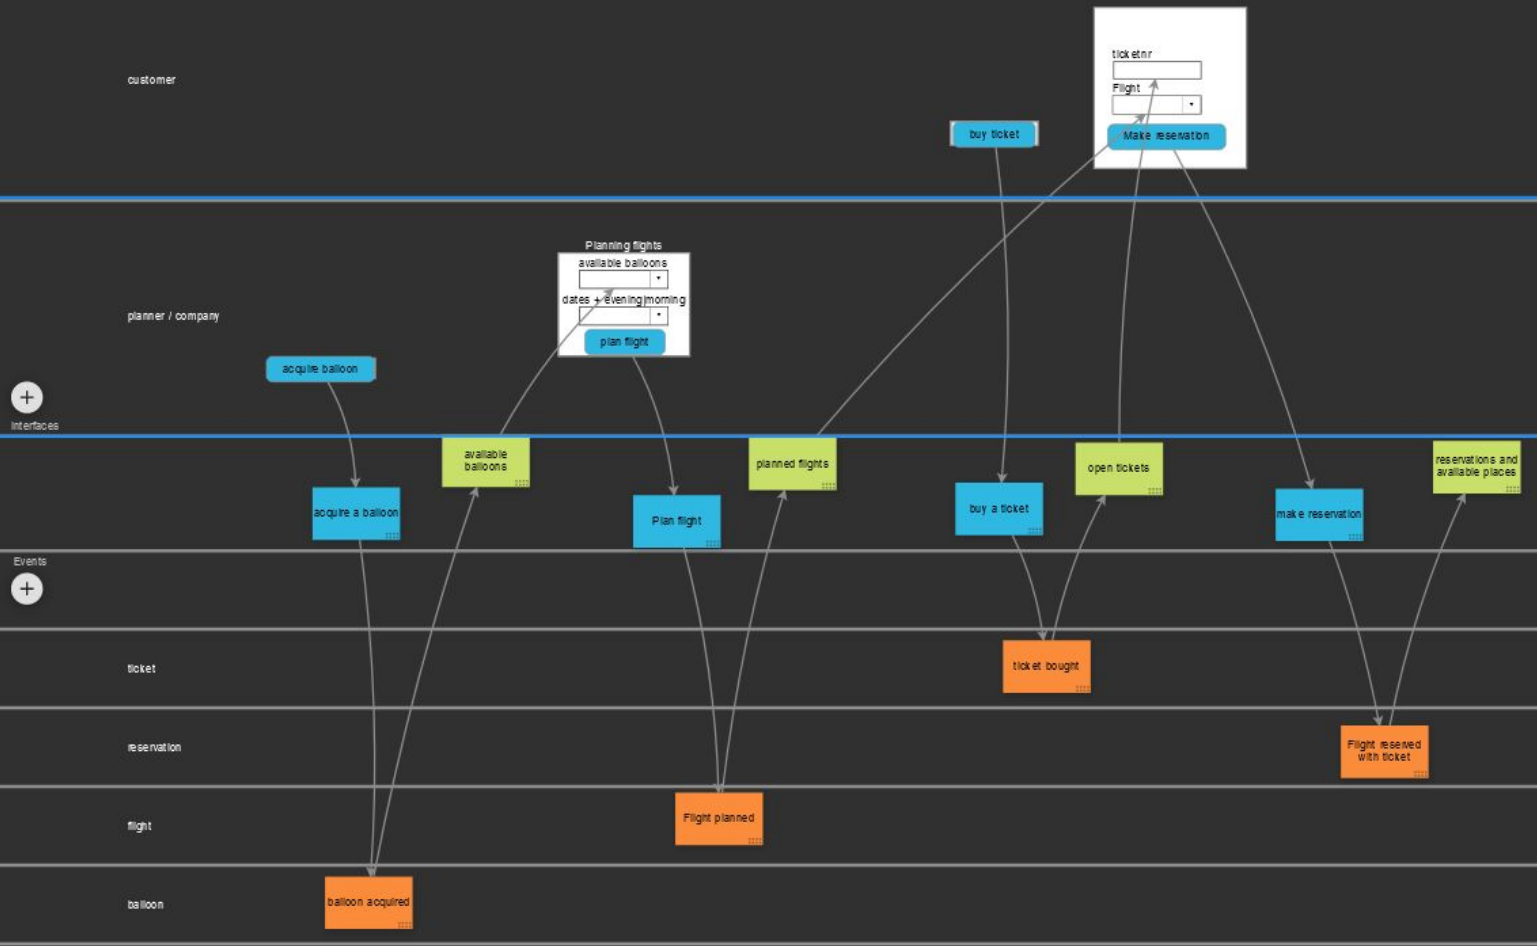 ticketnr
customer
Flight
buy ticket
Make reservation
Planning flights
available balloons
dates + evening|morning
planner / company
plan flight
acquire balloon
Interfaces
available
balloons
planned flights
open tickets
reservations and
available places
acquire a balloon
Plan flight
buy a ticket
make reservation
Events
ticket
ticket bought
reservation
Flight reserved
with ticket
flight
Flight planned
balloon
balloon acquired